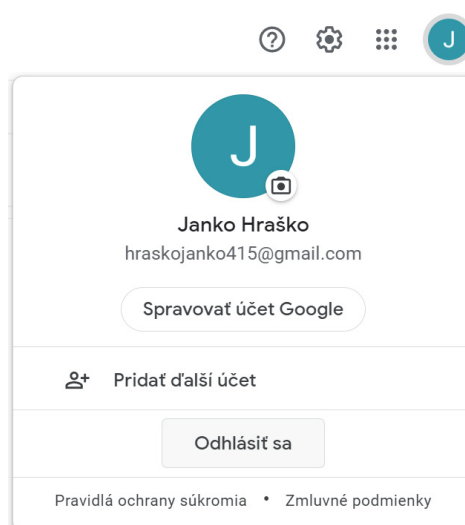 J
J
Janko Hraško
hraskojanko415@gmail.com
Spravovať účet Google
Pridať ďalší účet
Odhlásiť sa
Pravidlá ochrany súkromia • Zmluvné podmienky